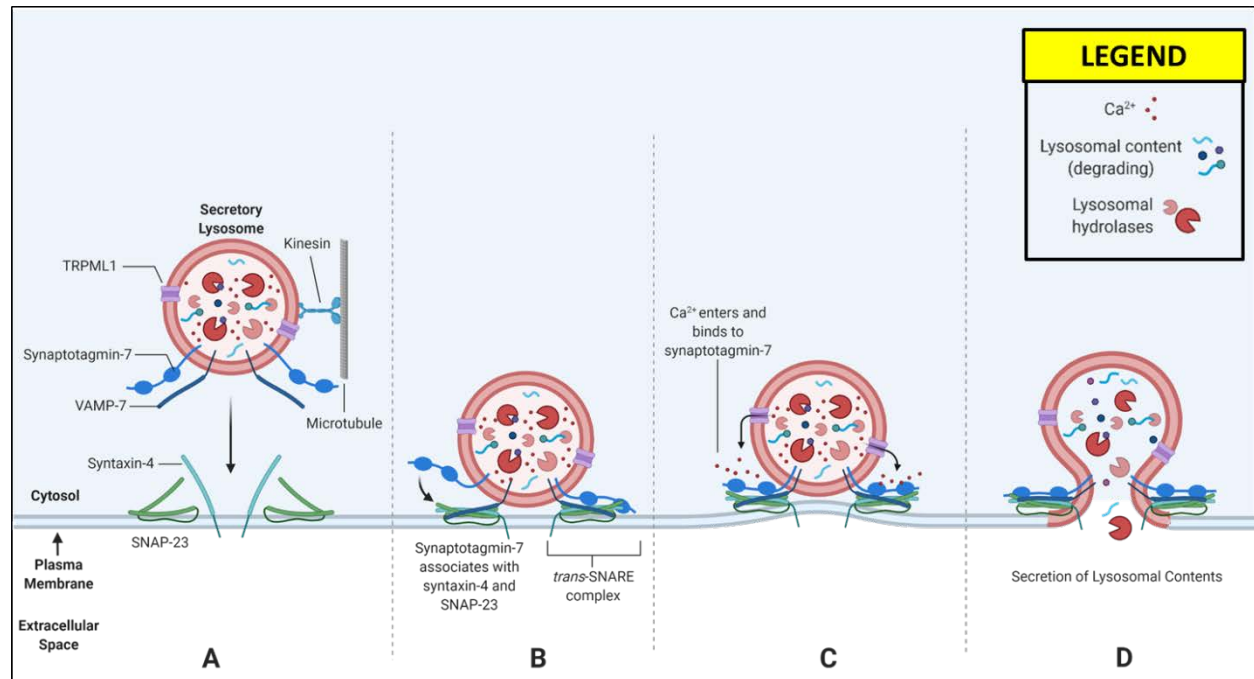 LEGEND
Ca²⁺
Lysosomal content
(degrading)
Lysosomal
hydrolases
Secretory
Lysosome
Kinesin
TRPML1
Synaptotagmin-7
VAMP-7
Microtubule
Syntaxin-4
Cytosol
SNAP-23
Plasma
Membrane
Extracellular
Space
A
Synaptotagmin-7
associates with
syntaxin-4 and
SNAP-23
trans-SNARE
complex
B
Ca²⁺ enters and
binds to
synaptotagmin-7
C
Secretion of Lysosomal Contents
D